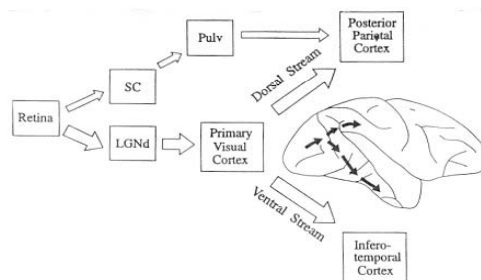 Pulv
Posterior
Parietal
Cortex
SC
Dorsal Stream
Retina
LGNd
Primary
Visual
Cortex
Ventral Stream
Infero-
temporal
Cortex